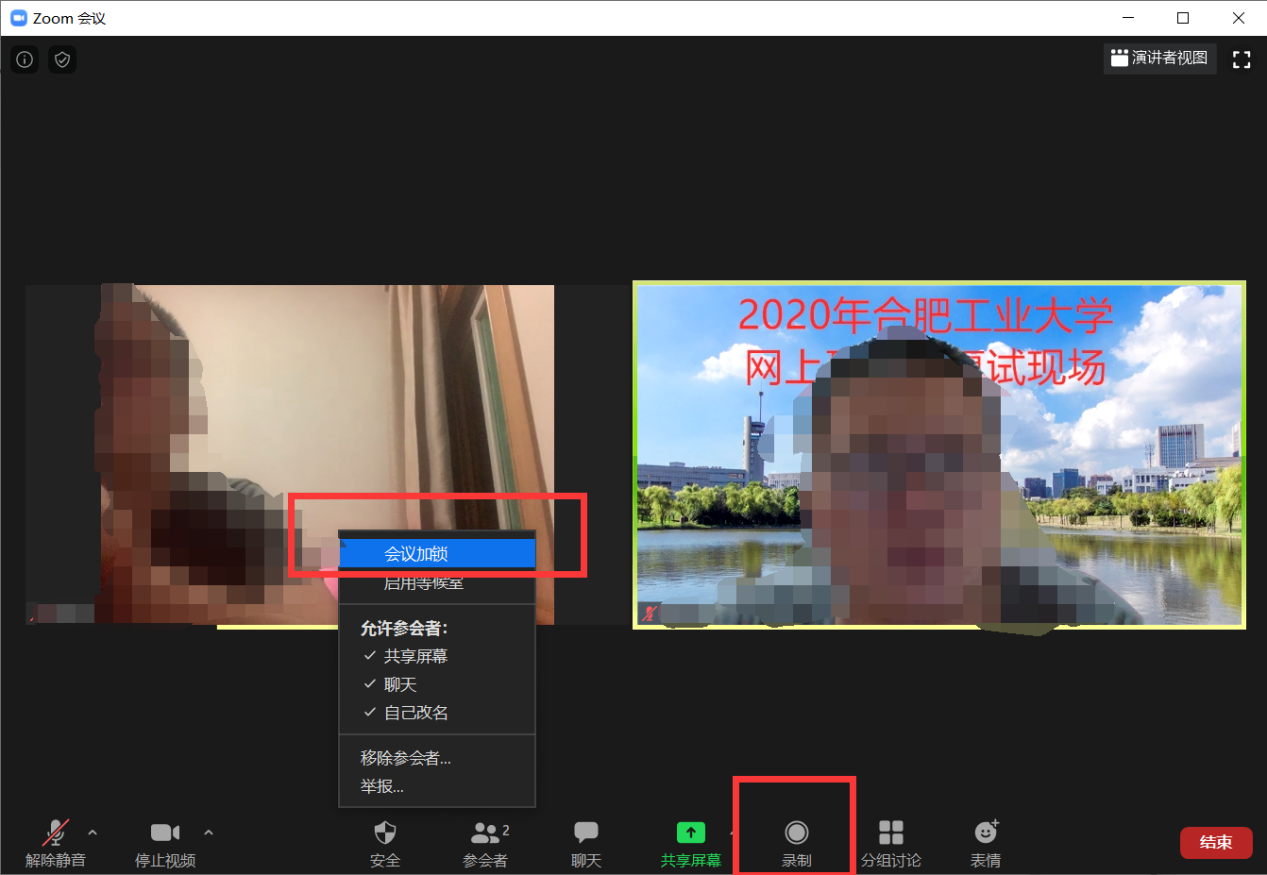 Zoom 会议
演讲者视图
2020年合肥工业大学
网上 试现场
会议加锁
启用等候室
允许参会者:
共享屏幕
聊天
自己改名
移除参会者...
举报...
2
解除静音
停止视频
安全
参会者
聊天
共享屏幕
录制
分组讨论
表情
结束